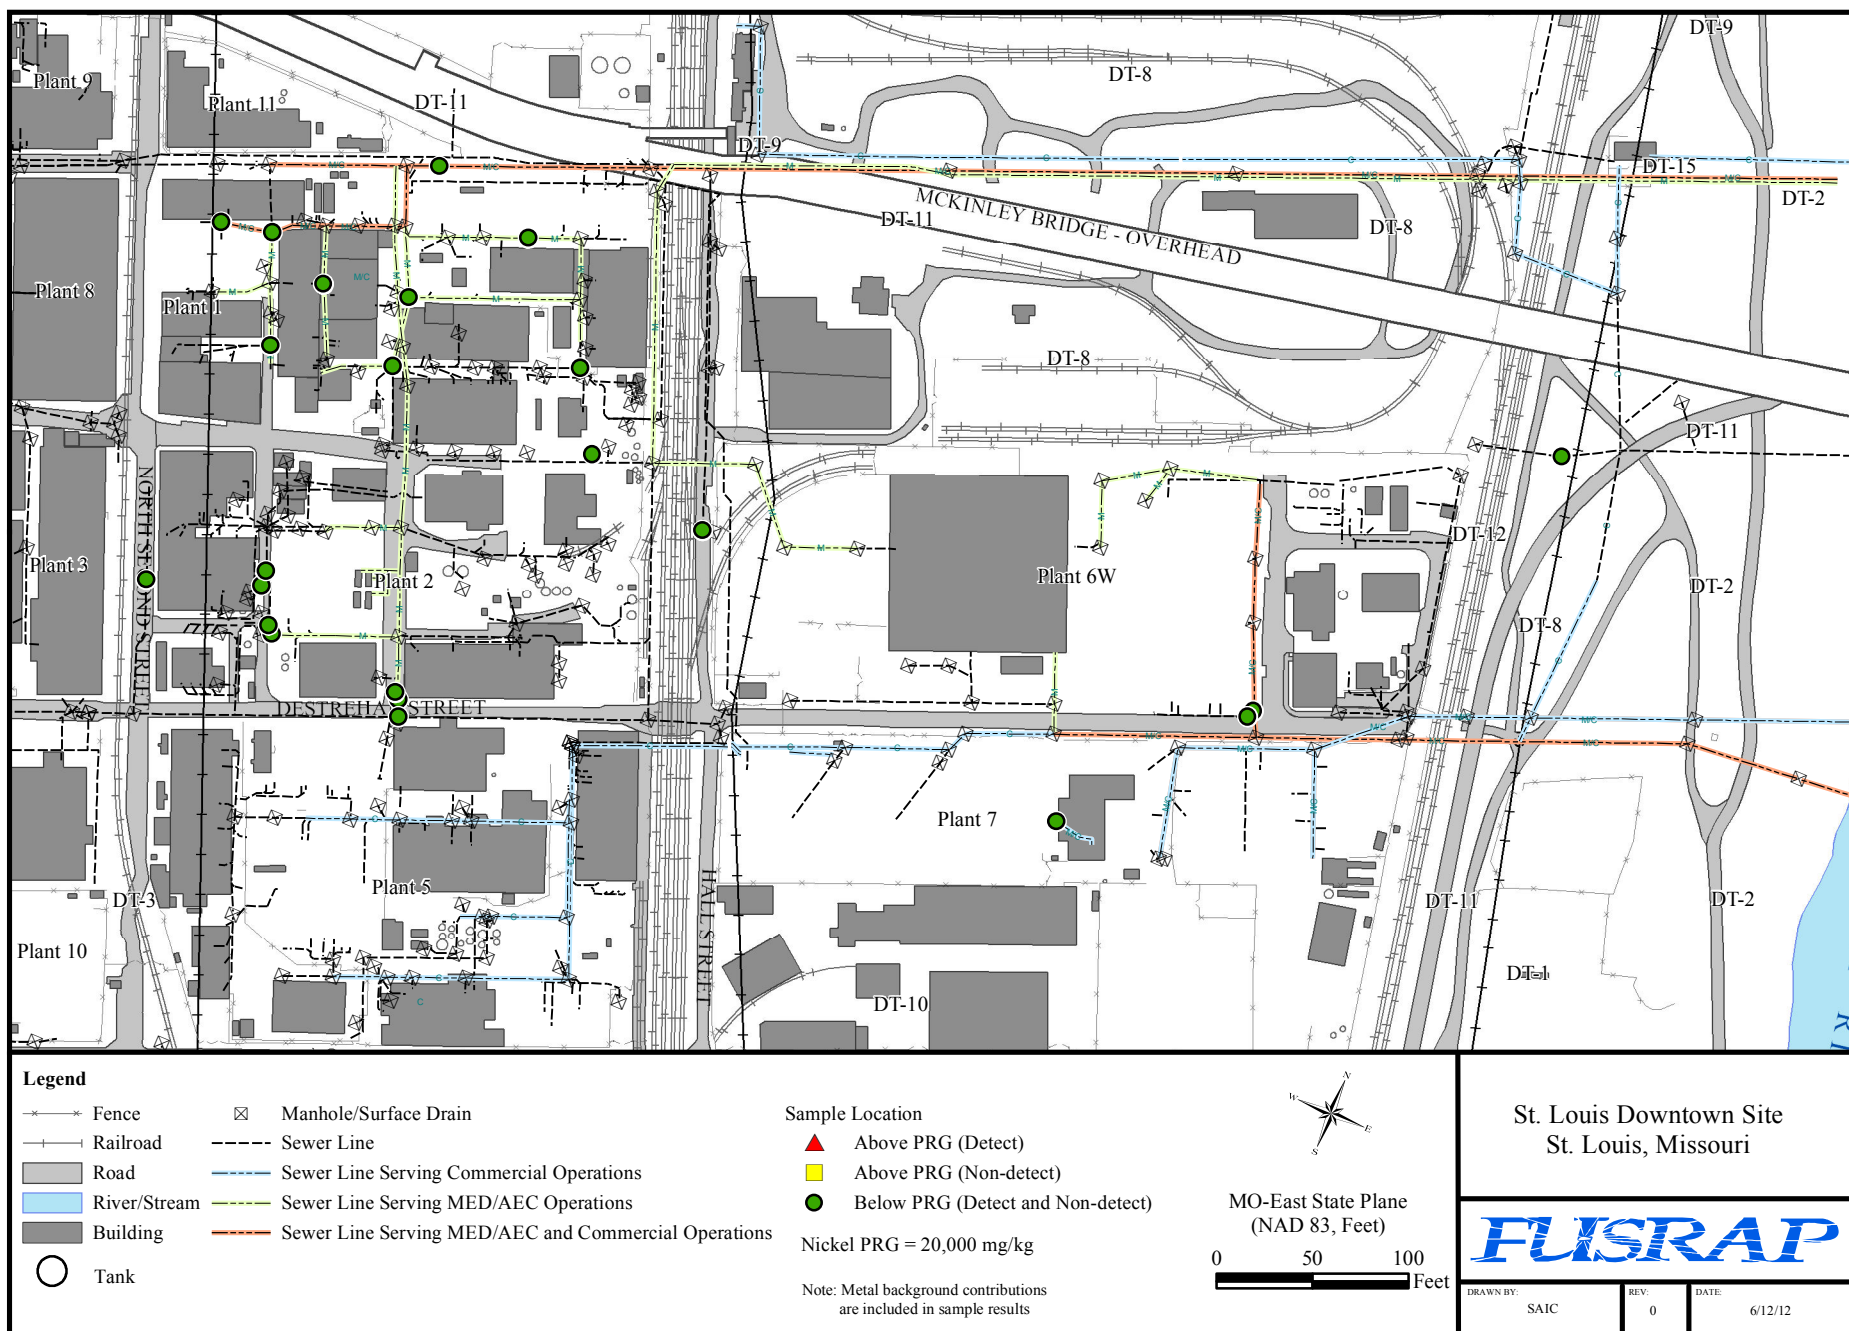 DT-9
Plant 9
DT-8
Plant 11
DT-11
DT-9
DT-15
DT-2
MCKINLEY BRIDGE - OVERHEAD
DT-11
DT-8
Plant 8
Plant 1
M/C
DT-8
DT-11
NORTH SECOND STREET
DT-12
Plant 3
Plant 2
Plant 6W
DT-2
DT-8
DESTREHAN STREET
Plant 7
Plant 5
DT-3
HALL STREET
DT-11
DT-2
Plant 10
DT-1
DT-10
C
R I
Legend
Fence
Railroad
Road
River/Stream
Building
Tank
Manhole/Surface Drain
Sewer Line
Sewer Line Serving Commercial Operations
Sewer Line Serving MED/AEC Operations
Sewer Line Serving MED/AEC and Commercial Operations
Sample Location
Above PRG (Detect)
Above PRG (Non-detect)
Below PRG (Detect and Non-detect)
Nickel PRG = 20,000 mg/kg
Note: Metal background contributions
are included in sample results
N
W
E
S
MO-East State Plane
(NAD 83, Feet)
0 50 100
Feet
St. Louis Downtown Site
St. Louis, Missouri
FUSRAP
DRAWN BY:
SAIC
REV:
0
DATE:
6/12/12